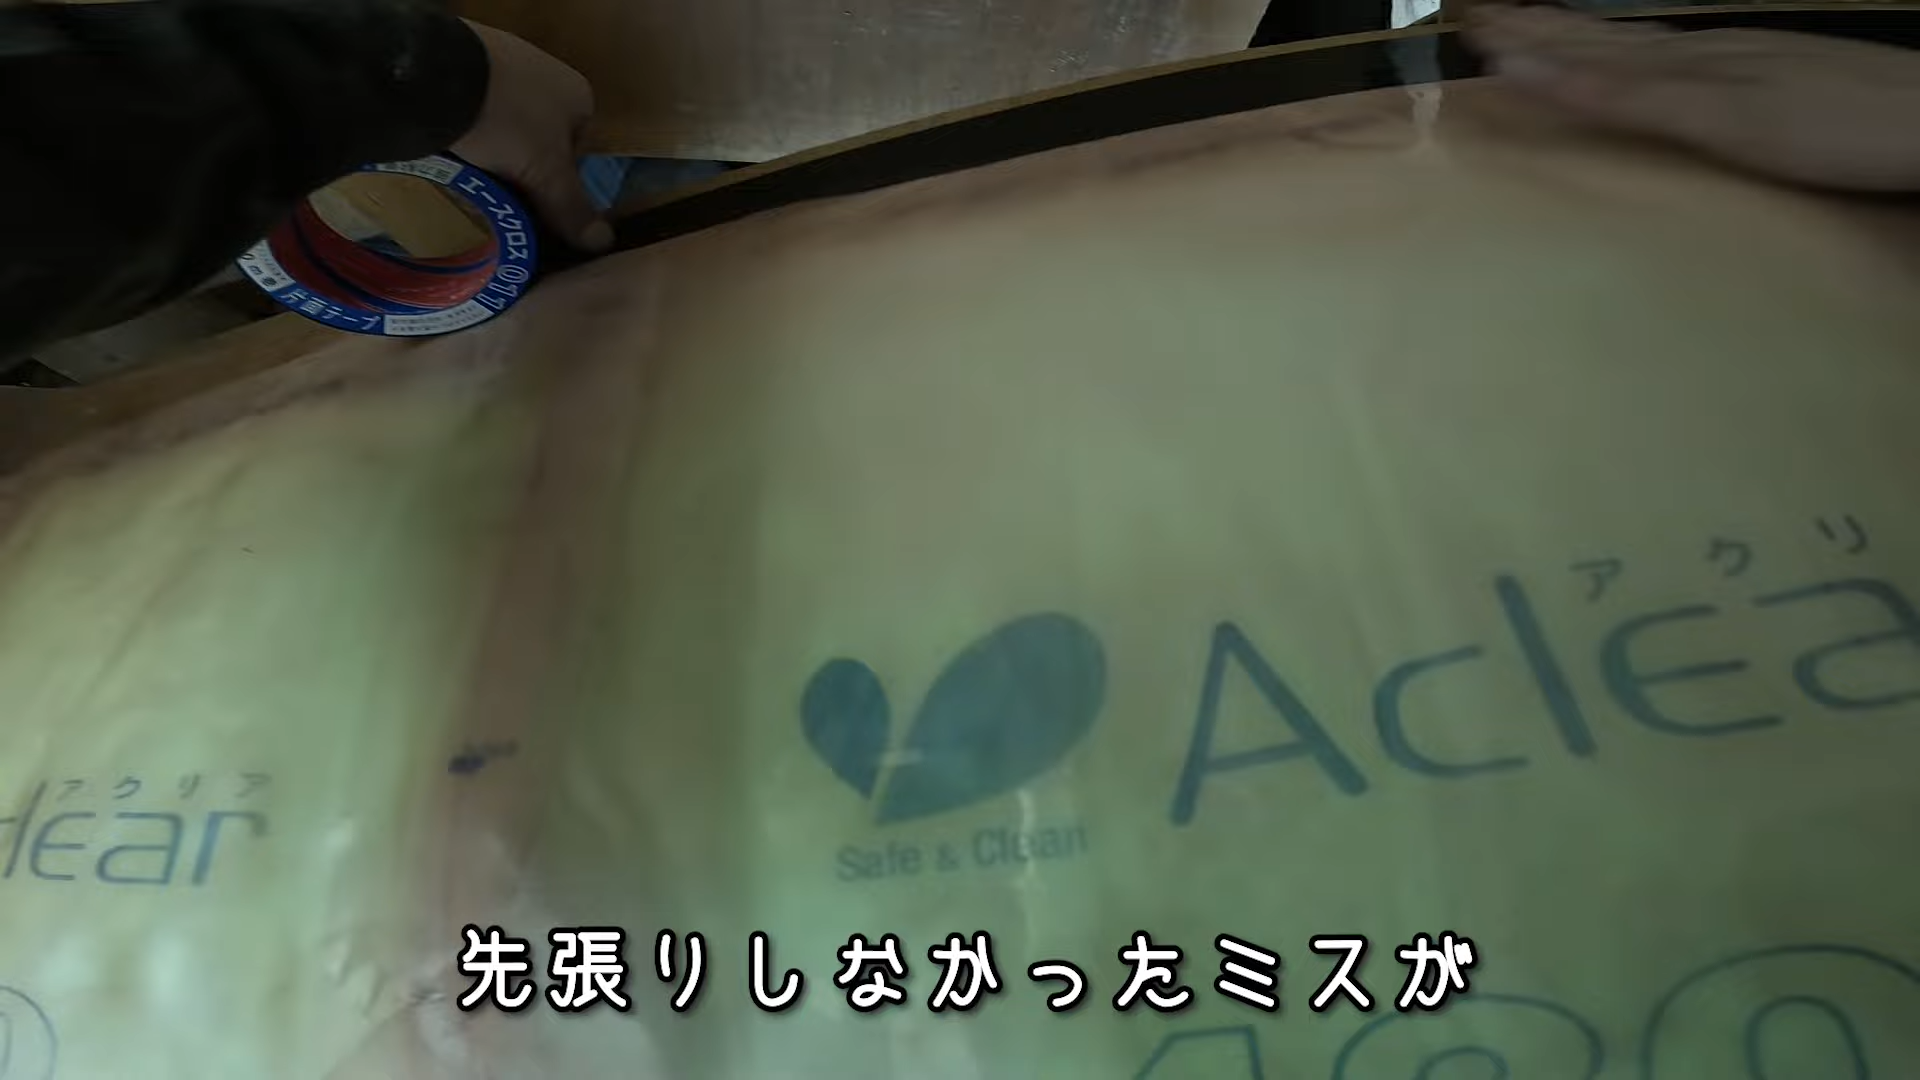 エースクロス011
片面テープ
アクリ
Aclea
Safe & Clean
アクリア
lear
先張りしなかったミスが